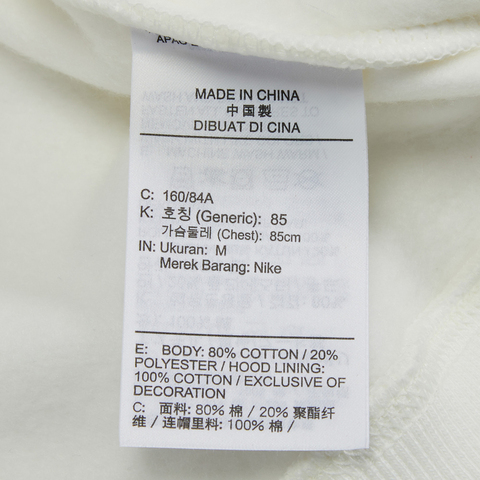 MADE IN CHINA
中国製
DIBUAT DI CINA
C: 160/84A
K: 호칭 (Generic): 85
가슴둘레 (Chest): 85cm
IN: Ukuran: M
Merek Barang: Nike
E: BODY: 80% COTTON / 20%
POLYESTER / HOOD LINING:
100% COTTON / EXCLUSIVE OF
DECORATION
C: 面料: 80% 棉 / 20% 聚酯纤
维 / 连帽里料: 100% 棉 /